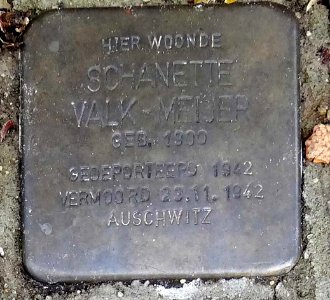 HIER WOONDE
SCHANETTE
VALK-MEIJER
GEB. 1900
GEDEPORTEERD 1942
VERMOORD 23.11.1942
AUSCHWITZ